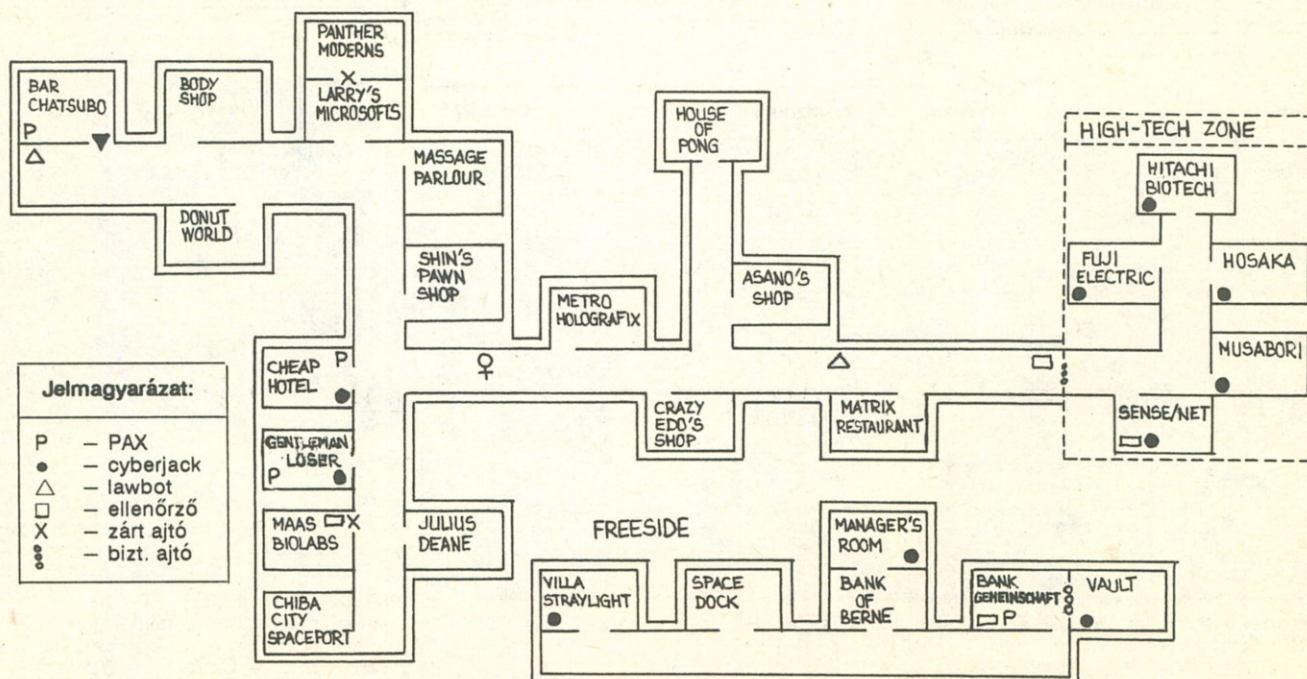 PANTHER
MODERNS
X
LARRY'S
MICROSOFTS
BAR
CHATSUBO
P
BODY
SHOP
MASSAGE
PARLOUR
DONUT
WORLD
SHIN'S
PAWN
SHOP
HOUSE
OF
PONG
METRO
HOLOGRAFIX
ASANO'S
SHOP
HIGH-TECH ZONE
HITACHI
BIOTECH
FUJI
ELECTRIC
HOSAKA
MUSABORI
SENSE/NET
CHEAP
HOTEL
P
GENTLEMAN
LOSER
P
MAAS
BIOLABS
X
JULIUS
DEANE
CHIBA
CITY
SPACEPORT
CRAZY
EDO'S
SHOP
MATRIX
RESTAURANT
Jelmagyarázat:
P – PAX
– cyberjack
– lawbot
– ellenőrző
X – zárt ajtó
– bizt. ajtó
FREESIDE
VILLA
STRAYLIGHT
SPACE
DOCK
MANAGER'S
ROOM
BANK
OF
BERNE
BANK
GEMEINSCHAFT
P
VAULT